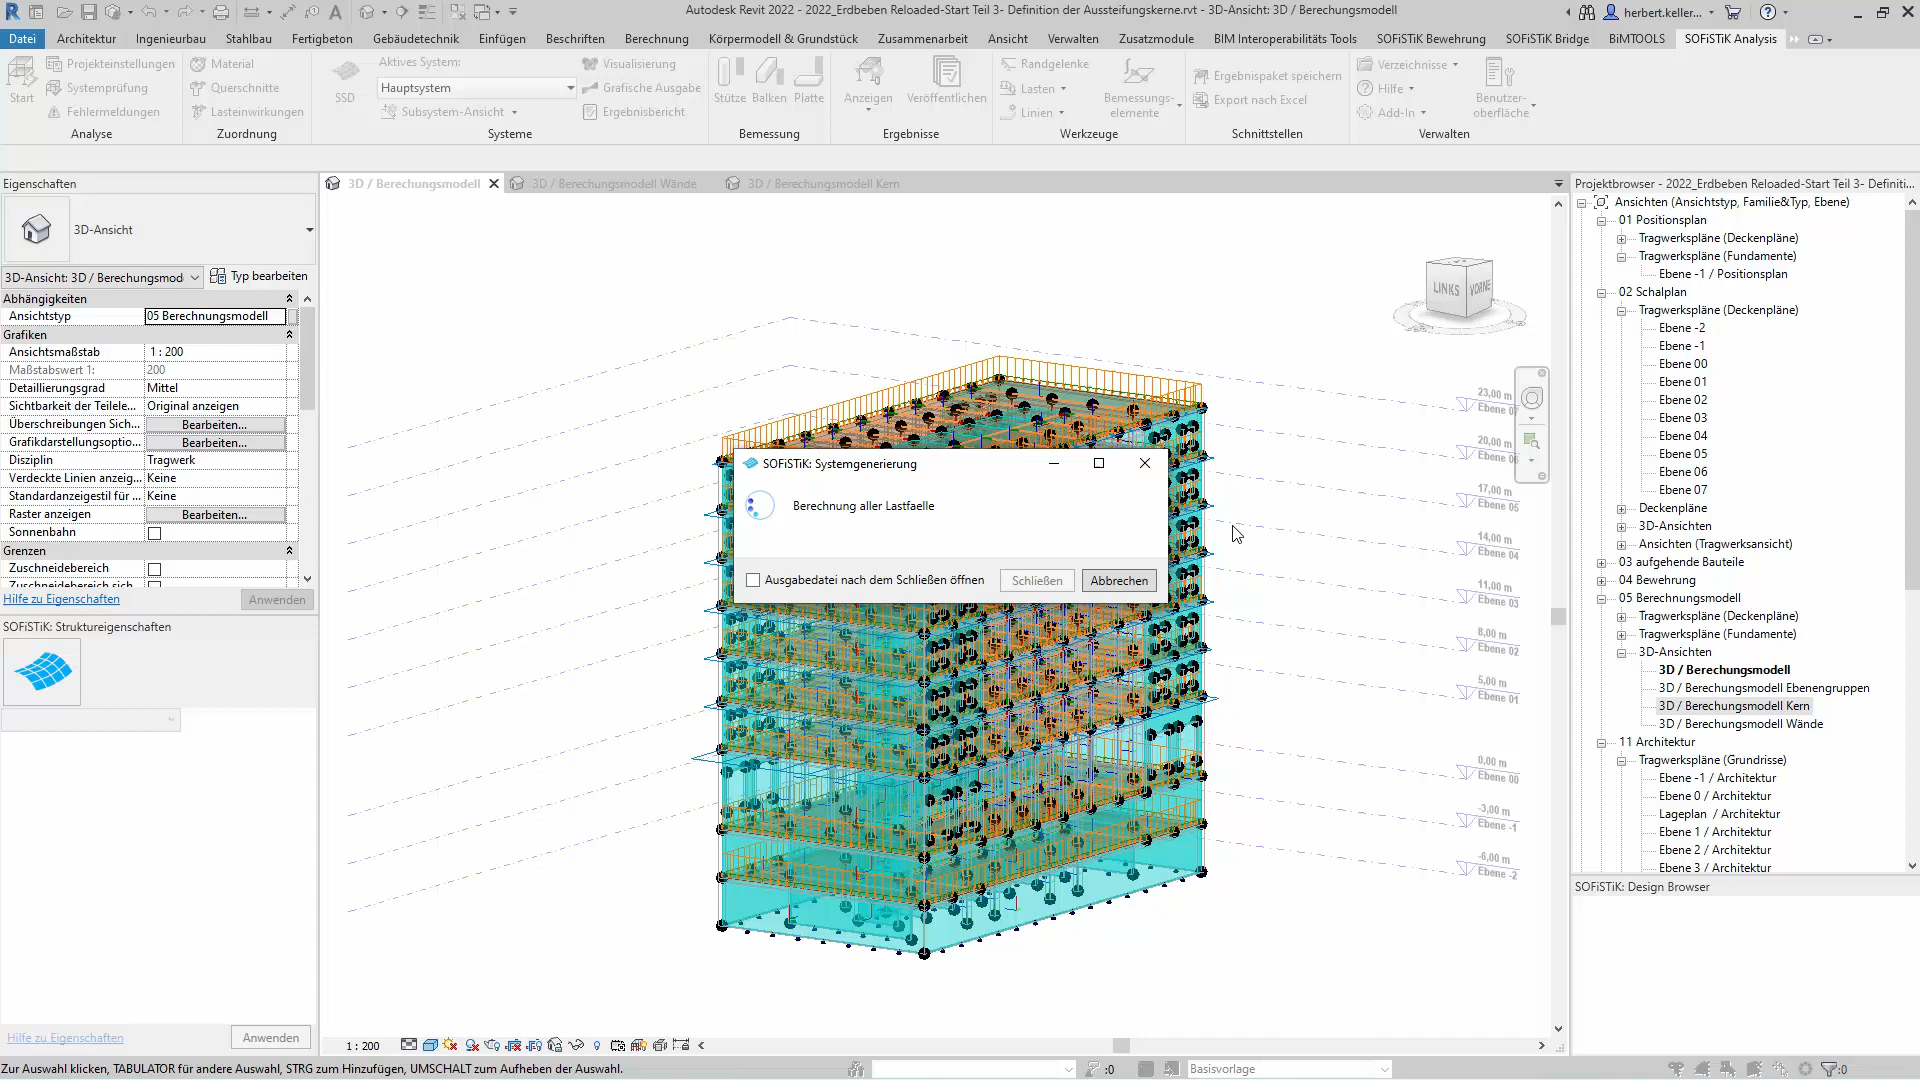 Autodesk Revit 2022 - 2022_Erdbeben Reloaded-Start Teil 3- Definition der Aussteifungskerne.rvt - 3D-Ansicht: 3D / Berechungsmodell
herbert.keller...
Datei Architektur Ingenieurbau Stahlbau Fertigbeton Gebäudetechnik Einfügen Beschriften Berechnung Körpermodell & Grundstück Zusammenarbeit Ansicht Verwalten Zusatzmodule BIM Interoperabilitäts Tools SOFiSTiK Bewehrung SOFiSTiK Bridge BiMTOOLS SOFiSTiK Analysis
Start
Projekteinstellungen
Systemprüfung
Fehlermeldungen
Analyse
Material
Querschnitte
Lasteinwirkungen
Zuordnung
SSD
Aktives System:
Hauptsystem
Subsystem-Ansicht
Visualisierung
Grafische Ausgabe
Ergebnisbericht
Systeme
Stütze Balken Platte
Bemessung
Anzeigen
Veröffentlichen
Ergebnisse
Randgelenke
Lasten
Linien
Bemessungs-
elemente
Werkzeuge
Ergebnispaket speichern
Export nach Excel
Schnittstellen
Verzeichnisse
Hilfe
Add-In
Benutzer-
oberfläche
Verwalten
Eigenschaften
3D-Ansicht
3D-Ansicht: 3D / Berechungsmod
Typ bearbeiten
Abhängigkeiten
Ansichtstyp 05 Berechnungsmodell
Grafiken
Ansichtsmaßstab 1 : 200
Maßstabswert 1: 200
Detaillierungsgrad Mittel
Sichtbarkeit der Teilele... Original anzeigen
Überschreibungen Sich... Bearbeiten...
Grafikdarstellungsoptio... Bearbeiten...
Disziplin Tragwerk
Verdeckte Linien anzeig... Keine
Standardanzeigestil für ... Keine
Raster anzeigen Bearbeiten...
Sonnenbahn
Grenzen
Zuschneidebereich
Zuschneidebereich sich
Hilfe zu Eigenschaften
Anwenden
SOFiSTiK: Struktureigenschaften
Hilfe zu Eigenschaften
Anwenden
3D / Berechungsmodell
3D / Berechungsmodell Wände
3D / Berechungsmodell Kern
LINKS
VORNE
23,00 m
Ebene 07
20,00 m
Ebene 06
17,00 m
Ebene 05
14,00 m
Ebene 04
11,00 m
Ebene 03
8,00 m
Ebene 02
5,00 m
Ebene 01
0,00 m
Ebene 00
-3,00 m
Ebene -1
-6,00 m
Ebene -2
SOFiSTiK: Systemgenerierung
Berechnung aller Lastfaelle
Ausgabedatei nach dem Schließen öffnen
Schließen
Abbrechen
1 : 200
Projektbrowser - 2022_Erdbeben Reloaded-Start Teil 3- Definiti...
Ansichten (Ansichtstyp, Familie&Typ, Ebene)
01 Positionsplan
Tragwerkspläne (Deckenpläne)
Tragwerkspläne (Fundamente)
Ebene -1 / Positionsplan
02 Schalplan
Tragwerkspläne (Deckenpläne)
Ebene -2
Ebene -1
Ebene 00
Ebene 01
Ebene 02
Ebene 03
Ebene 04
Ebene 05
Ebene 06
Ebene 07
Deckenpläne
3D-Ansichten
Ansichten (Tragwerksansicht)
03 aufgehende Bauteile
04 Bewehrung
05 Berechnungsmodell
Tragwerkspläne (Deckenpläne)
Tragwerkspläne (Fundamente)
3D-Ansichten
3D / Berechungsmodell
3D / Berechungsmodell Ebenengruppen
3D / Berechungsmodell Kern
3D / Berechungsmodell Wände
11 Architektur
Tragwerkspläne (Grundrisse)
Ebene -1 / Architektur
Ebene 0 / Architektur
Lageplan / Architektur
Ebene 1 / Architektur
Ebene 2 / Architektur
Ebene 3 / Architektur
SOFiSTiK: Design Browser
Zur Auswahl klicken, TABULATOR für andere Auswahl, STRG zum Hinzufügen, UMSCHALT zum Aufheben der Auswahl.
:0
Basisvorlage
:0